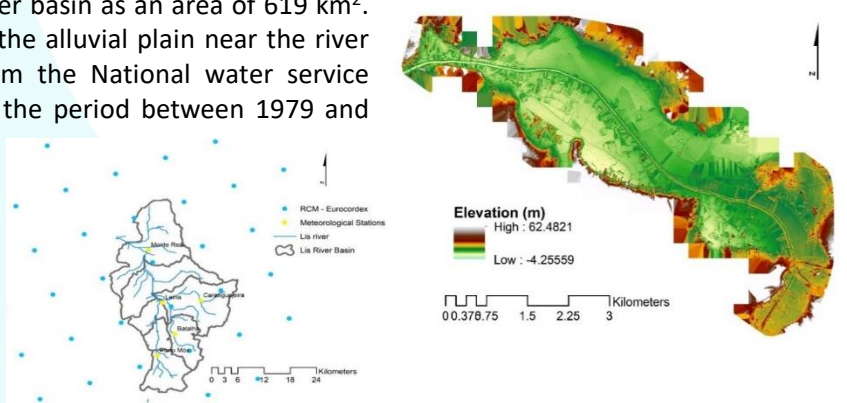 er basin as an area of 619 km².
the alluvial plain near the river
m the National water service
the period between 1979 and
RCM - Eurocordex
Meteorological Stations
Lis river
Lis River Basin
Monte Real
Leiria
Caranguejeira
Batalha
Porto Mós
Kilometers
0 3 6 12 18 24
N
Elevation (m)
High : 62.4821
Low : -4.25559
Kilometers
0 0.375 0.75 1.5 2.25 3